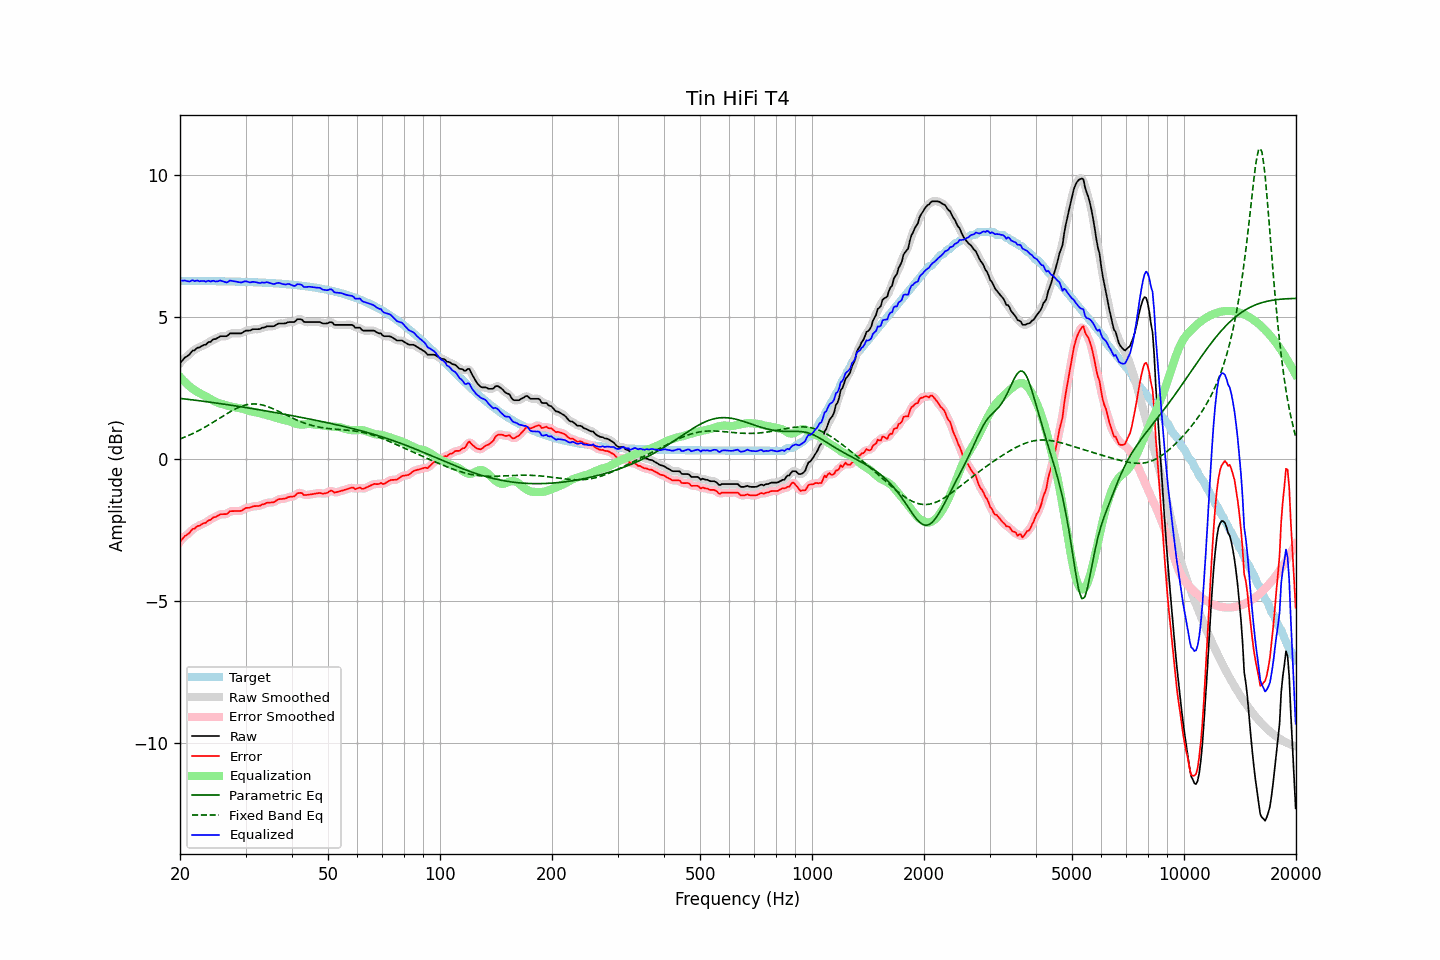 Tin HiFi T4
Amplitude (dBr)
10
5
0
−5
−10
Target
Raw Smoothed
Error Smoothed
Raw
Error
Equalization
Parametric Eq
Fixed Band Eq
Equalized
20 50 100 200 500 1000 2000 5000 10000 20000
Frequency (Hz)